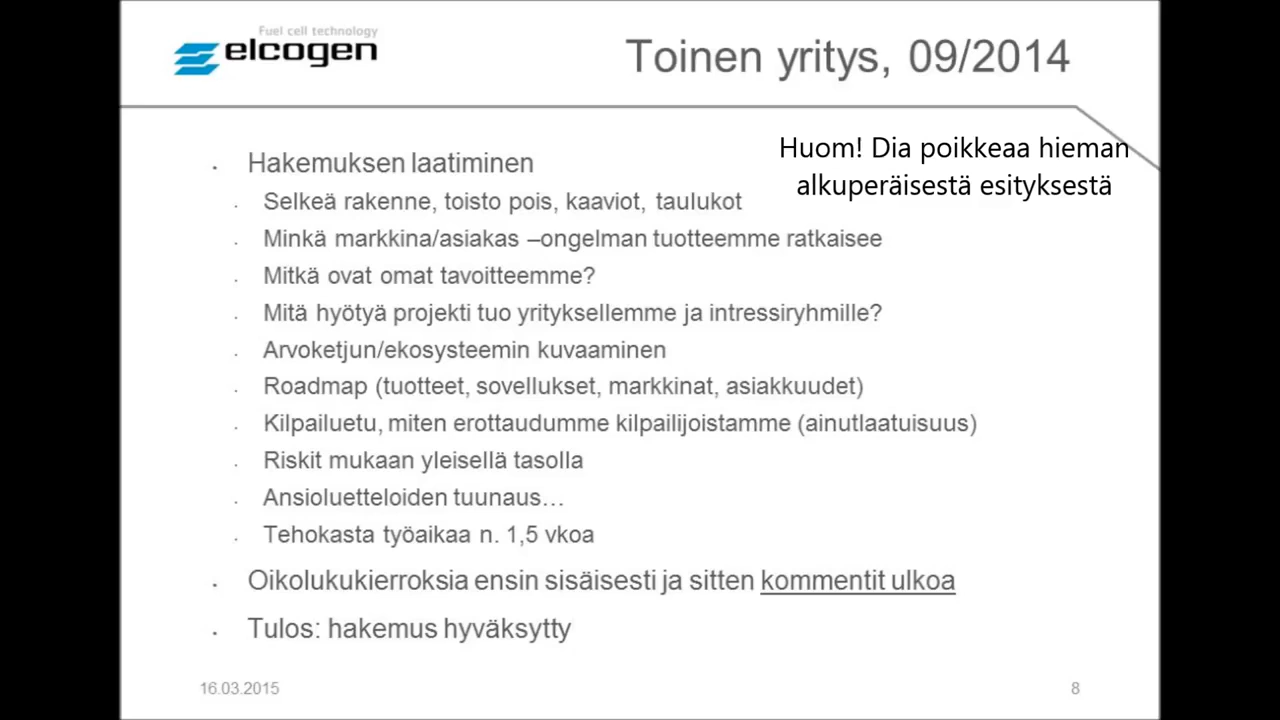 Fuel cell technology
elcogen
Toinen yritys, 09/2014
Huom! Dia poikkeaa hieman
alkuperäisestä esityksestä
· Hakemuksen laatiminen
· Selkeä rakenne, toisto pois, kaaviot, taulukot
· Minkä markkina/asiakas –ongelman tuotteemme ratkaisee
· Mitkä ovat omat tavoitteemme?
· Mitä hyötyä projekti tuo yrityksellemme ja intressiryhmille?
· Arvoketjun/ekosysteemin kuvaaminen
· Roadmap (tuotteet, sovellukset, markkinat, asiakkuudet)
· Kilpailuetu, miten erottaudumme kilpailijoistamme (ainutlaatuisuus)
· Riskit mukaan yleisellä tasolla
· Ansioluetteloiden tuunaus…
· Tehokasta työaikaa n. 1,5 vkoa
· Oikolukukierroksia ensin sisäisesti ja sitten kommentit ulkoa
· Tulos: hakemus hyväksytty
16.03.2015
8